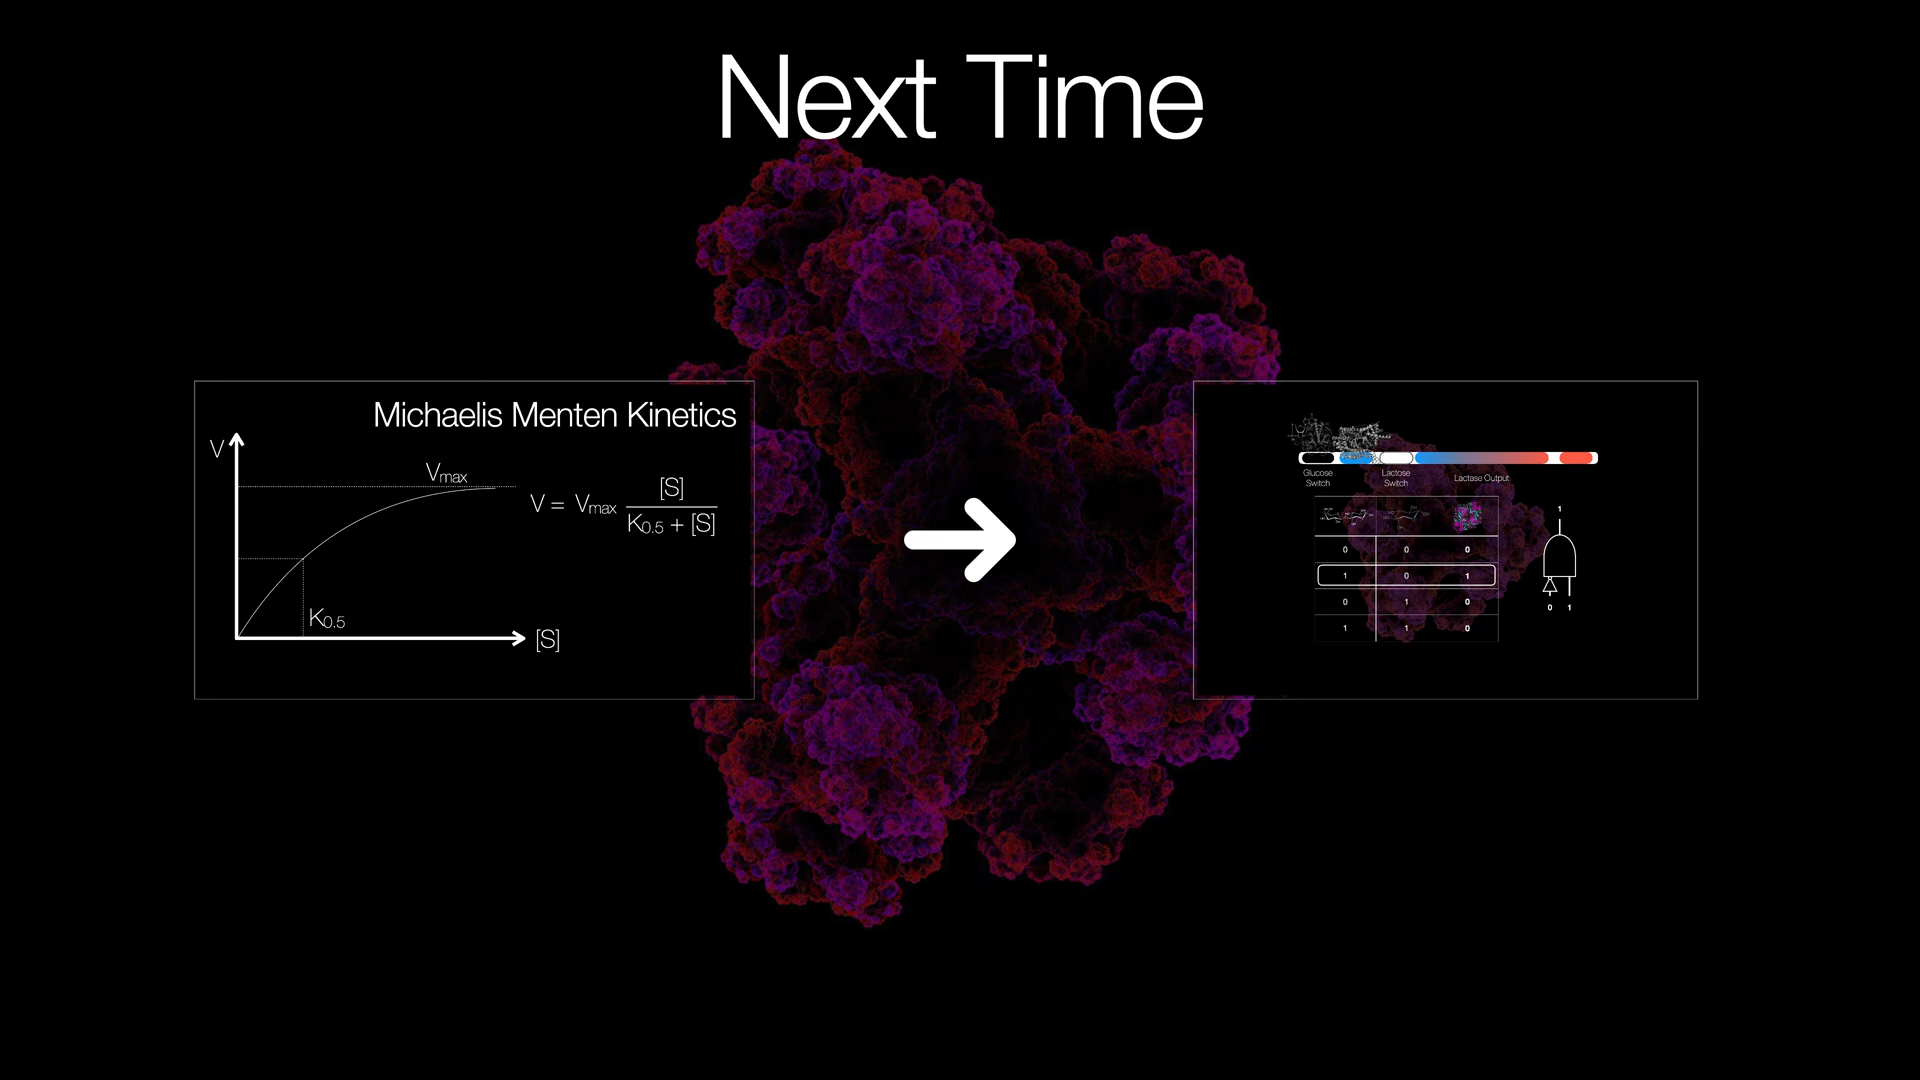 Next Time
Michaelis Menten Kinetics
V
Vmax
V = Vmax [S]
K0.5 + [S]
K0.5
[S]
Glucose
Switch
Lactose
Switch
Lactase Output
0 0 0
1 0 1
0 1 0
1 1 0
1
0 1